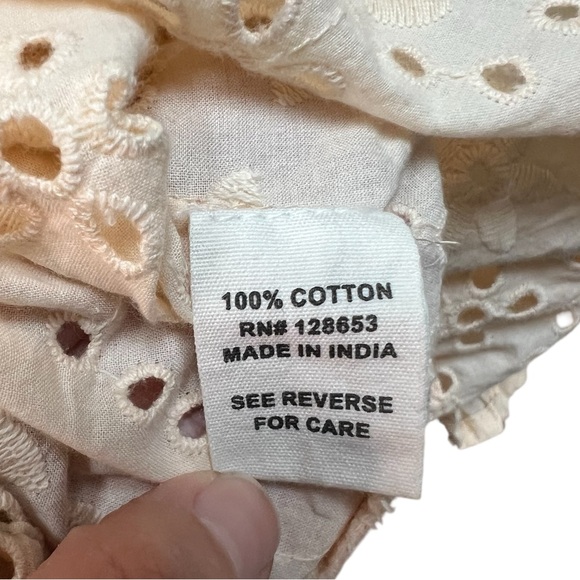 100% COTTON
RN# 128653
MADE IN INDIA
SEE REVERSE
FOR CARE